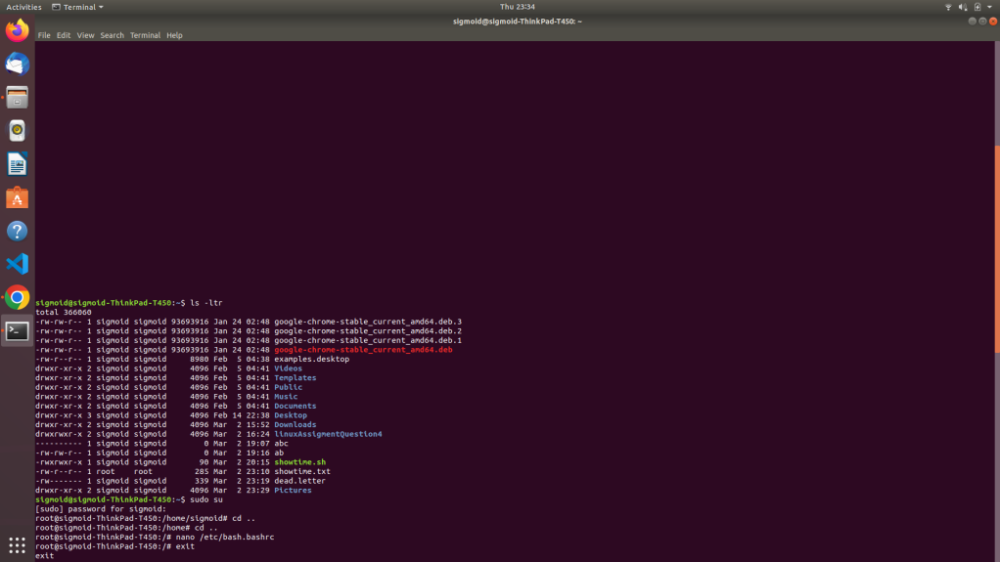 Activities Terminal Thu 23:34
sigmoid@sigmoid-ThinkPad-T450: ~
File Edit View Search Terminal Help
sigmoid@sigmoid-ThinkPad-T450:~$ ls -ltr
total 366060
-rw-rw-r-- 1 sigmoid sigmoid 93693916 Jan 24 02:48 google-chrome-stable_current_amd64.deb.3
-rw-rw-r-- 1 sigmoid sigmoid 93693916 Jan 24 02:48 google-chrome-stable_current_amd64.deb.2
-rw-rw-r-- 1 sigmoid sigmoid 93693916 Jan 24 02:48 google-chrome-stable_current_amd64.deb.1
-rw-rw-r-- 1 sigmoid sigmoid 93693916 Jan 24 02:48 google-chrome-stable_current_amd64.deb
-rw-r--r-- 1 sigmoid sigmoid 8980 Feb 5 04:38 examples.desktop
drwxr-xr-x 2 sigmoid sigmoid 4096 Feb 5 04:41 Videos
drwxr-xr-x 2 sigmoid sigmoid 4096 Feb 5 04:41 Templates
drwxr-xr-x 2 sigmoid sigmoid 4096 Feb 5 04:41 Public
drwxr-xr-x 2 sigmoid sigmoid 4096 Feb 5 04:41 Music
drwxr-xr-x 2 sigmoid sigmoid 4096 Feb 5 04:41 Documents
drwxr-xr-x 3 sigmoid sigmoid 4096 Feb 14 22:38 Desktop
drwxr-xr-x 2 sigmoid sigmoid 4096 Mar 2 15:52 Downloads
drwxrwxr-x 2 sigmoid sigmoid 4096 Mar 2 16:24 linuxAssigmentQuestion4
---------- 1 sigmoid sigmoid 0 Mar 2 19:07 abc
-rw-rw-r-- 1 sigmoid sigmoid 0 Mar 2 19:16 ab
-rwxrwxr-x 1 sigmoid sigmoid 90 Mar 2 20:15 showtime.sh
-rw-r--r-- 1 root root 285 Mar 2 23:10 showtime.txt
-rw------- 1 sigmoid sigmoid 339 Mar 2 23:19 dead.letter
drwxr-xr-x 2 sigmoid sigmoid 4096 Mar 2 23:29 Pictures
sigmoid@sigmoid-ThinkPad-T450:~$ sudo su
[sudo] password for sigmoid:
root@sigmoid-ThinkPad-T450:/home/sigmoid# cd ..
root@sigmoid-ThinkPad-T450:/home# cd ..
root@sigmoid-ThinkPad-T450:/# nano /etc/bash.bashrc
root@sigmoid-ThinkPad-T450:/# exit
exit